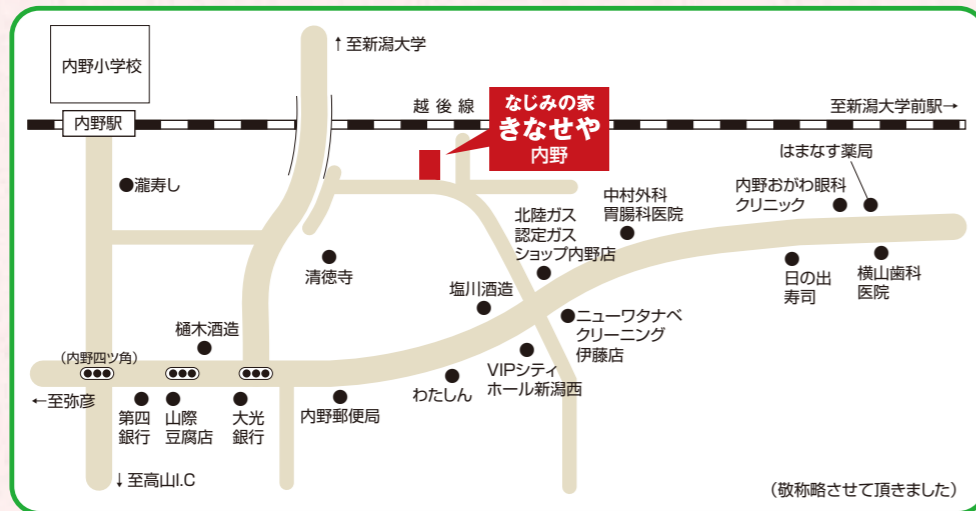 内野小学校
↑至新潟大学
内野駅
越後線
なじみの家
きなせや
内野
至新潟大学前駅→
はまなす薬局
瀧寿し
内野おがわ眼科
クリニック
中村外科
胃腸科医院
北陸ガス
認定ガス
ショップ内野店
清徳寺
塩川酒造
日の出
寿司
横山歯科
医院
樋木酒造
ニューワタナベ
クリーニング
伊藤店
(内野四ツ角)
VIPシティ
ホール新潟西
わたしん
←至弥彦
第四
銀行
山際
豆腐店
大光
銀行
内野郵便局
↓至高山I.C
(敬称略させて頂きました)